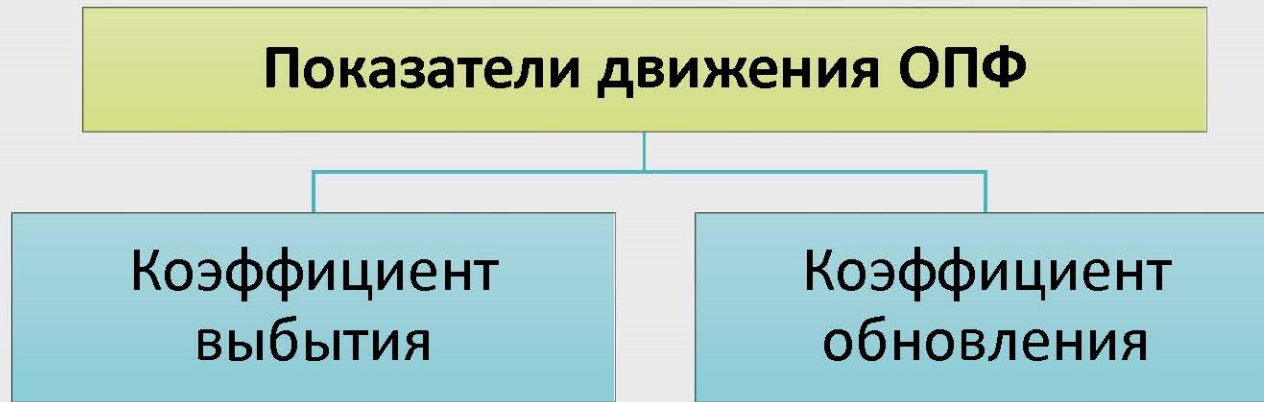 Показатели движения ОПФ
Коэффициент
выбытия
Коэффициент
обновления